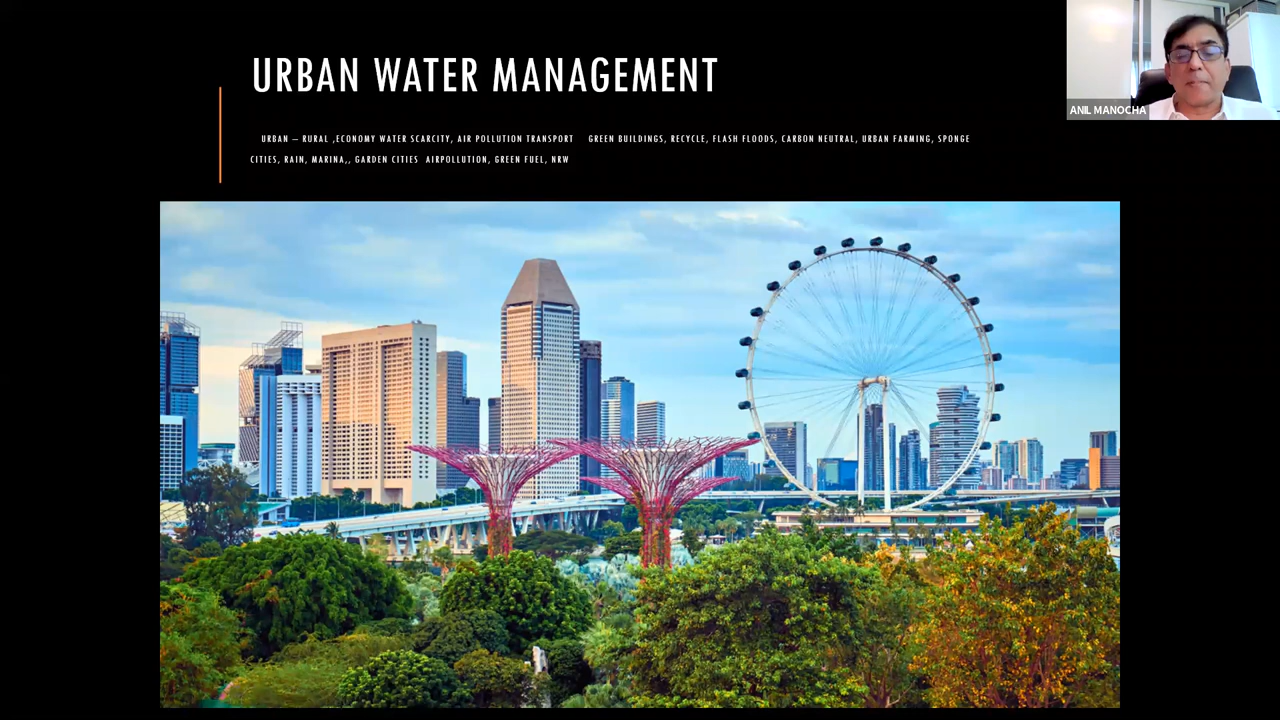 URBAN WATER MANAGEMENT
URBAN – RURAL ,ECONOMY WATER SCARCITY, AIR POLLUTION TRANSPORT GREEN BUILDINGS, RECYCLE, FLASH FLOODS, CARBON NEUTRAL, URBAN FARMING, SPONGE
CITIES, RAIN, MARINA,, GARDEN CITIES AIRPOLLUTION, GREEN FUEL, NRW
ANIL MANOCHA